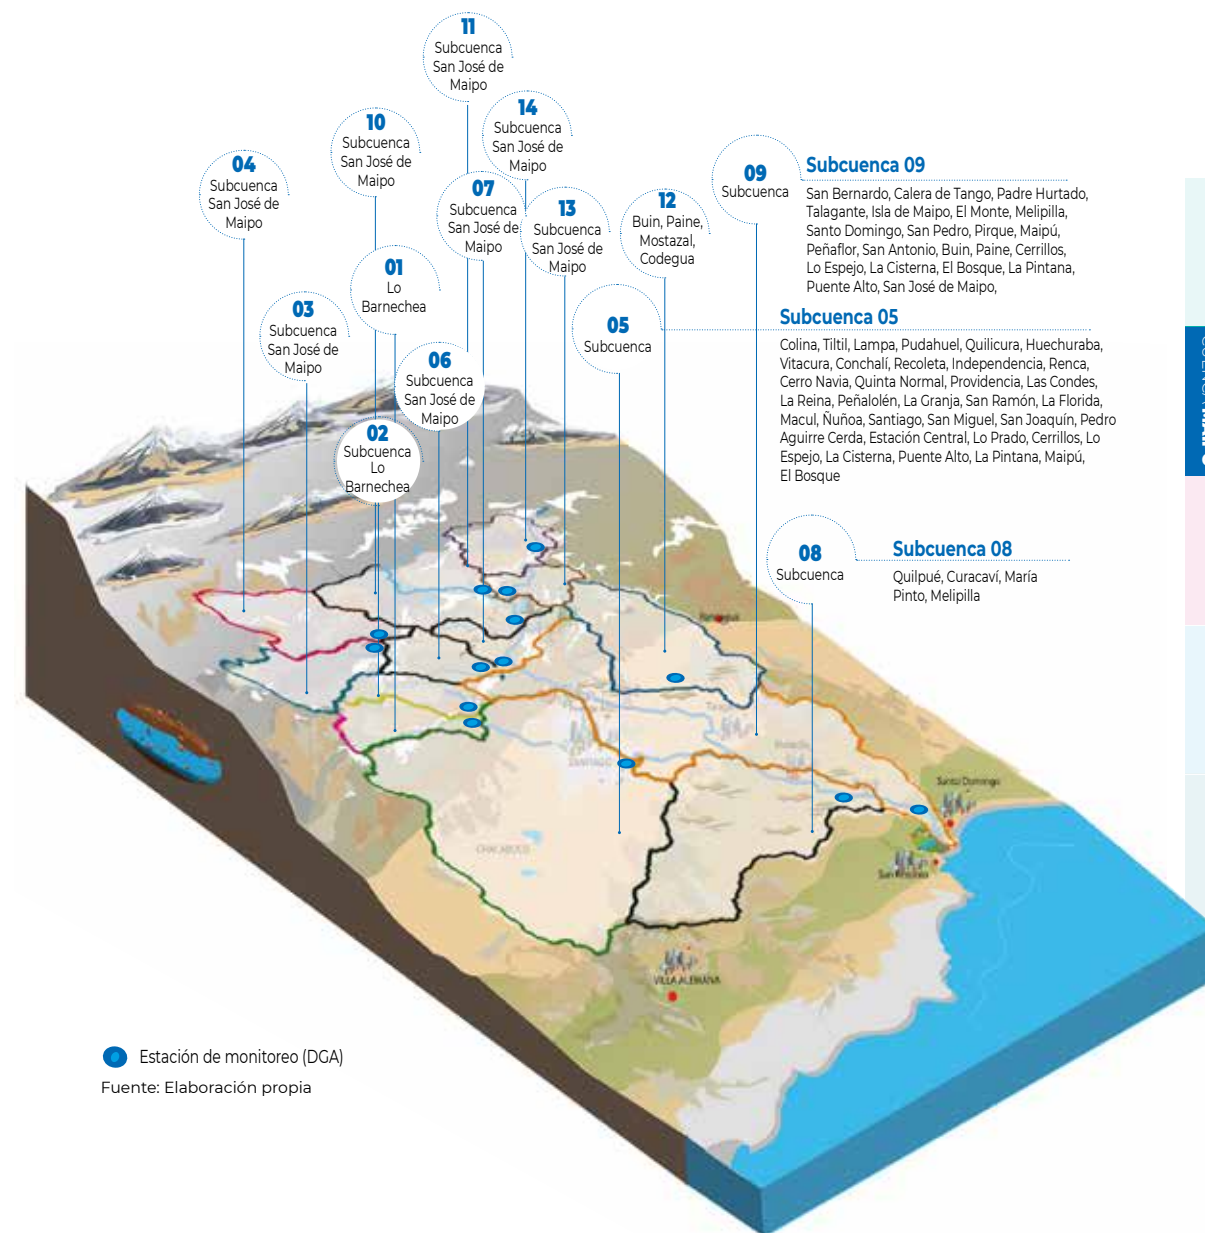 11
Subcuenca
San José de
Maipo
14
Subcuenca
San José de
Maipo
10
Subcuenca
San José de
Maipo
04
Subcuenca
San José de
Maipo
07
Subcuenca
San José de
Maipo
13
Subcuenca
San José de
Maipo
12
Buin, Paine,
Mostazal,
Codegua
09
Subcuenca
Subcuenca 09
San Bernardo, Calera de Tango, Padre Hurtado,
Talagante, Isla de Maipo, El Monte, Melipilla,
Santo Domingo, San Pedro, Pirque, Maipú,
Peñaflor, San Antonio, Buin, Paine, Cerrillos,
Lo Espejo, La Cisterna, El Bosque, La Pintana,
Puente Alto, San José de Maipo,
01
Lo
Barnechea
03
Subcuenca
San José de
Maipo
05
Subcuenca
Subcuenca 05
Colina, Tiltil, Lampa, Pudahuel, Quilicura, Huechuraba,
Vitacura, Conchalí, Recoleta, Independencia, Renca,
Cerro Navia, Quinta Normal, Providencia, Las Condes,
La Reina, Peñalolén, La Granja, San Ramón, La Florida,
Macul, Ñuñoa, Santiago, San Miguel, San Joaquín, Pedro
Aguirre Cerda, Estación Central, Lo Prado, Cerrillos, Lo
Espejo, La Cisterna, Puente Alto, La Pintana, Maipú,
El Bosque
06
Subcuenca
San José de
Maipo
02
Subcuenca
Lo
Barnechea
08
Subcuenca
Subcuenca 08
Quilpué, Curacaví, María
Pinto, Melipilla
SANTIAGO
Santo Domingo
CHACABUCO
San Antonio
VILLA ALEMANA
Estación de monitoreo (DGA)
Fuente: Elaboración propia